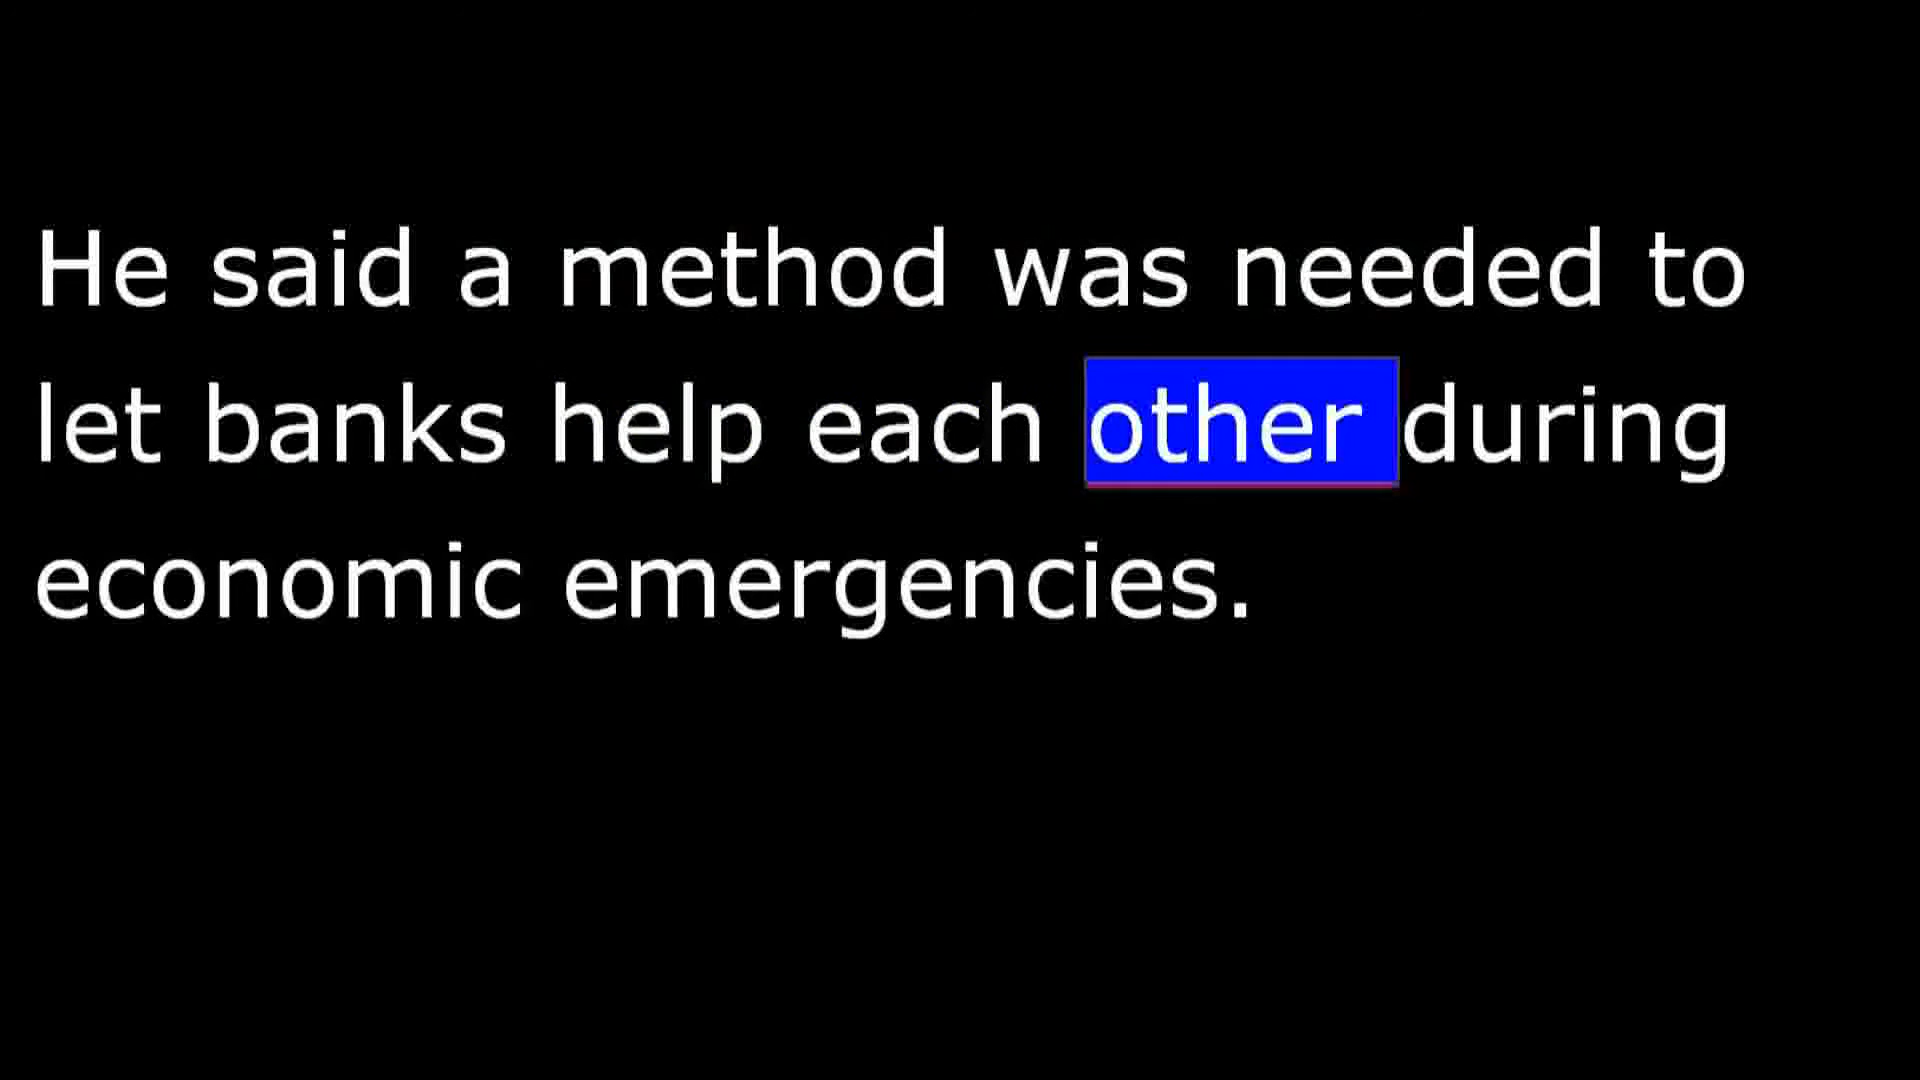 He said a method was needed to
let banks help each other during
economic emergencies.